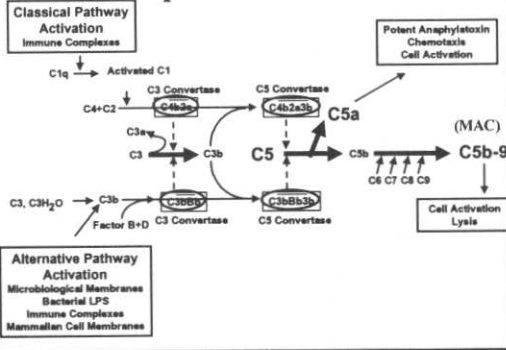 Classical Pathway
Activation
Immune Complexes
Potent Anaphylatoxin
Chemotaxis
Cell Activation
C1q
Activated C1
C3 Convertase
C5 Convertase
C4+C2
C4b2a
C4b2a3b
C5a
C3a
C3
C3b
C5
C5b
(MAC)
C5b-9
C6 C7 C8 C9
C3, C3H2O
C3b
C3bBb
C3bBb3b
Factor B+D
C3 Convertase
C5 Convertase
Cell Activation
Lysis
Alternative Pathway
Activation
Microbiological Membranes
Bacterial LPS
Immune Complexes
Mammalian Cell Membranes